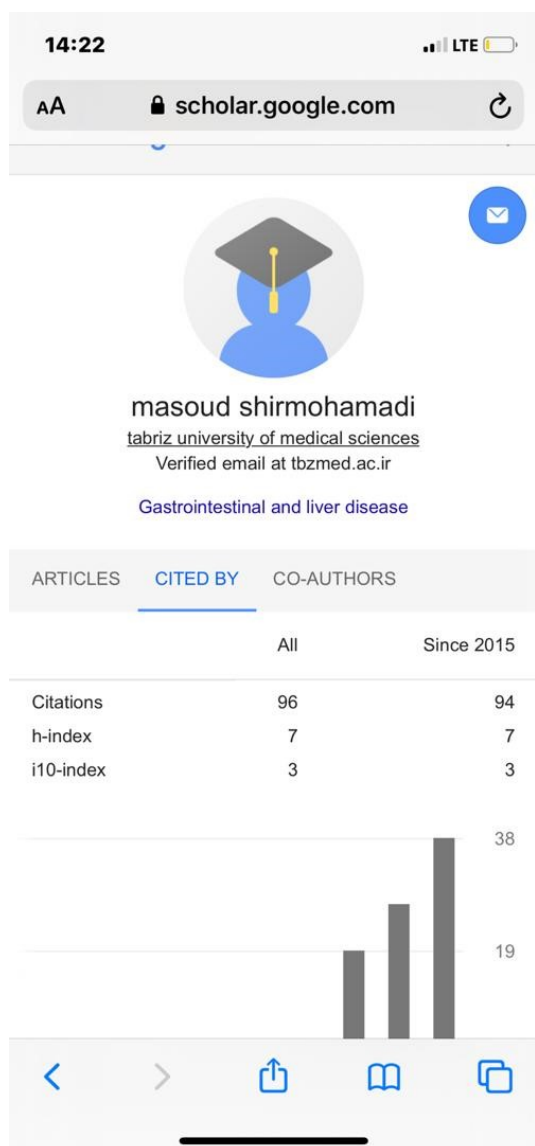 14:22
LTE
AA
scholar.google.com
masoud shirmohamadi
tabriz university of medical sciences
Verified email at tbzmed.ac.ir
Gastrointestinal and liver disease
ARTICLES CITED BY CO-AUTHORS
All Since 2015
Citations 96 94
h-index 7 7
i10-index 3 3
38
19